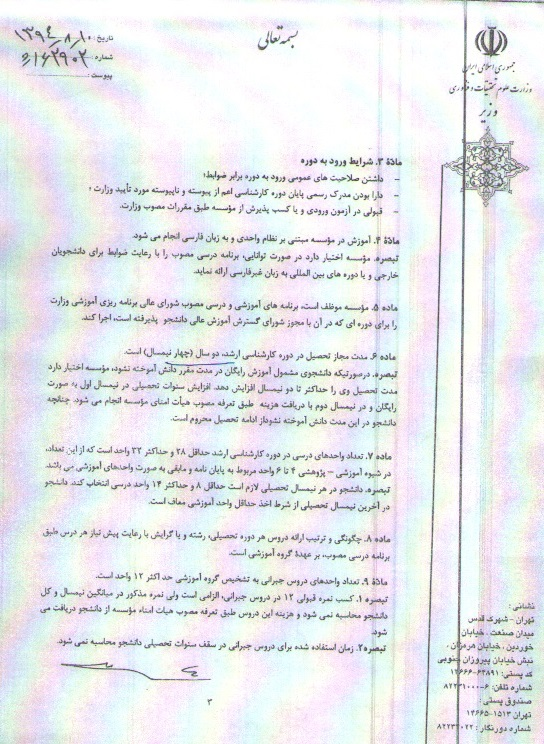 بسمه تعالی
تاریخ: ۱۳۹۴/۸/۱۰
شماره:
پیوست:
جمهوری اسلامی ایران
وزارت علوم تحقیقات و فناوری
وزیر
مادۀ ۳. شرایط ورود به دوره
– داشتن صلاحیت های عمومی ورود به دوره برابر ضوابط؛
– دارا بودن مدرک رسمی پایان دوره کارشناسی اعم از پیوسته و ناپیوسته مورد تأیید وزارت ؛
– قبولی در آزمون ورودی و یا کسب پذیرش از مؤسسه طبق مقررات مصوب وزارت.
مادۀ ۴. آموزش در مؤسسه مبتنی بر نظام واحدی و به زبان فارسی انجام می شود.
تبصره. مؤسسه اختیار دارد در صورت توانایی، برنامه درسی مصوب را با رعایت ضوابط برای دانشجویان
خارجی و یا دوره های بین المللی به زبان غیرفارسی ارائه نماید.
ماده ۵. مؤسسه موظف است، برنامه های آموزشی و درسی مصوب شورای عالی برنامه ریزی آموزشی وزارت
را برای دوره ای که در آن با مجوز شورای گسترش آموزش عالی دانشجو پذیرفته است، اجرا کند.
ماده ۶. مدت مجاز تحصیل در دوره کارشناسی ارشد، دو سال (چهار نیمسال) است.
تبصره. درصورتیکه دانشجوی مشمول آموزش رایگان در مدت مقرر دانش آموخته نشود، مؤسسه اختیار دارد
مدت تحصیل وی را حداکثر تا دو نیمسال افزایش دهد. افزایش سنوات تحصیلی در نیمسال اول به صورت
رایگان و در نیمسال دوم با دریافت هزینه طبق تعرفه مصوب هیأت امنای مؤسسه انجام می شود. چنانچه
دانشجو در این مدت دانش آموخته نشوداز ادامه تحصیل محروم است.
ماده ۷. تعداد واحدهای درسی در دوره کارشناسی ارشد حداقل ۲۸ و حداکثر ۳۲ واحد است که از این تعداد،
در شیوه آموزشی – پژوهشی ۴ تا ۶ واحد مربوط به پایان نامه و مابقی به صورت واحدهای آموزشی می باشد.
تبصره. دانشجو در هر نیمسال تحصیلی لازم است حداقل ۸ و حداکثر ۱۴ واحد درسی انتخاب کند. دانشجو
در آخرین نیمسال تحصیلی از شرط اخذ حداقل واحد آموزشی معاف است.
ماده ۸. چگونگی و ترتیب ارائه دروس هر دوره تحصیلی، رشته و یا گرایش با رعایت پیش نیاز هر درس طبق
برنامه درسی مصوب، بر عهدۀ گروه آموزشی است.
مادۀ ۹. تعداد واحدهای دروس جبرانی به تشخیص گروه آموزشی حد اکثر ۱۲ واحد است.
تبصره ۱. کسب نمره قبولی ۱۲ در دروس جبرانی، الزامی است ولی نمره مذکور در میانگین نیمسال و کل
دانشجو محاسبه نمی شود و هزینه این دروس طبق تعرفه مصوب هیات امناء مؤسسه از دانشجو دریافت می
شود.
تبصره۲. زمان استفاده شده برای دروس جبرانی در سقف سنوات تحصیلی دانشجو محاسبه نمی شود.
۳
نشانی:
تهران – شهرک قدس
میدان صنعت، خیابان
خوردین، خیابان هرمزان،
نبش خیابان پیروزان جنوبی
کد پستی: ۶۳۸۹۱–۱۴۶۶۶
شماره تلفن: ۶–۸۲۲۳۱۰۰۰
صندوق پستی:
تهران ۱۵۱۳–۱۴۶۶۵
شماره دورنگار: ۸۲۲۳۴۰۲۲